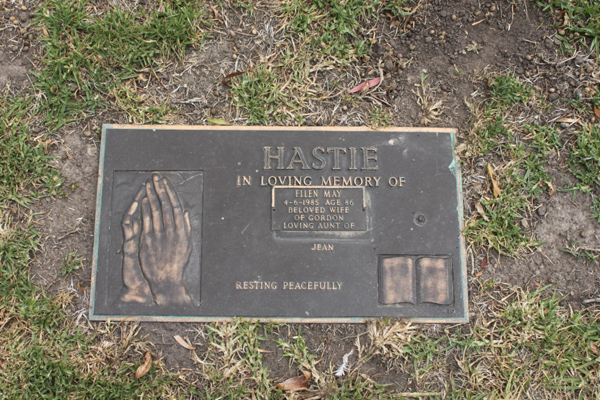 HASTIE
IN LOVING MEMORY OF
ELLEN MAY
4-6-1985 AGE 86
BELOVED WIFE
OF GORDON
LOVING AUNT OF
JEAN
RESTING PEACEFULLY